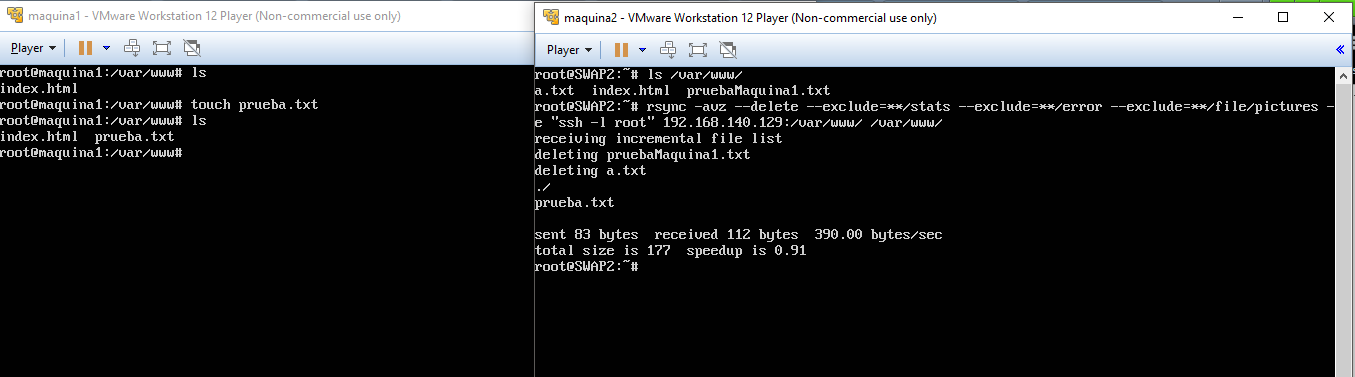 maquina1 - VMware Workstation 12 Player (Non-commercial use only)
Player
root@maquina1:/var/www# ls
index.html
root@maquina1:/var/www# touch prueba.txt
root@maquina1:/var/www# ls
index.html  prueba.txt
root@maquina1:/var/www#
maquina2 - VMware Workstation 12 Player (Non-commercial use only)
Player
root@SWAP2:~# ls /var/www/
a.txt  index.html  pruebaMaquina1.txt
root@SWAP2:~# rsync -avz --delete --exclude=**/stats --exclude=**/error --exclude=**/file/pictures -
e "ssh -l root" 192.168.140.129:/var/www/ /var/www/
receiving incremental file list
deleting pruebaMaquina1.txt
deleting a.txt
./
prueba.txt
sent 83 bytes  received 112 bytes  390.00 bytes/sec
total size is 177  speedup is 0.91
root@SWAP2:~#